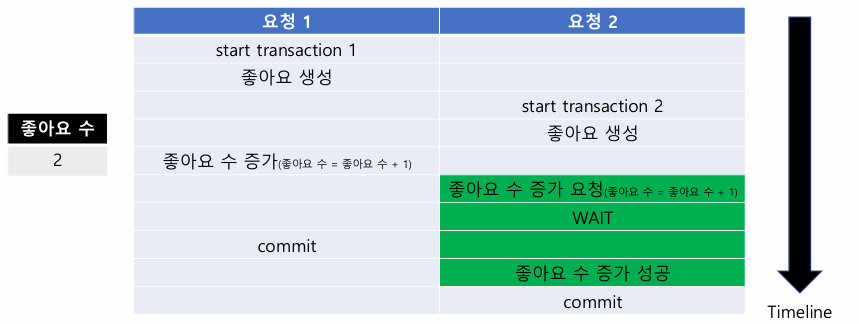 요청 1 요청 2
start transaction 1
좋아요 생성
start transaction 2
좋아요 수
좋아요 생성
2
좋아요 수 증가(좋아요 수 = 좋아요 수 + 1)
좋아요 수 증가 요청(좋아요 수 = 좋아요 수 + 1)
WAIT
commit
좋아요 수 증가 성공
commit
Timeline